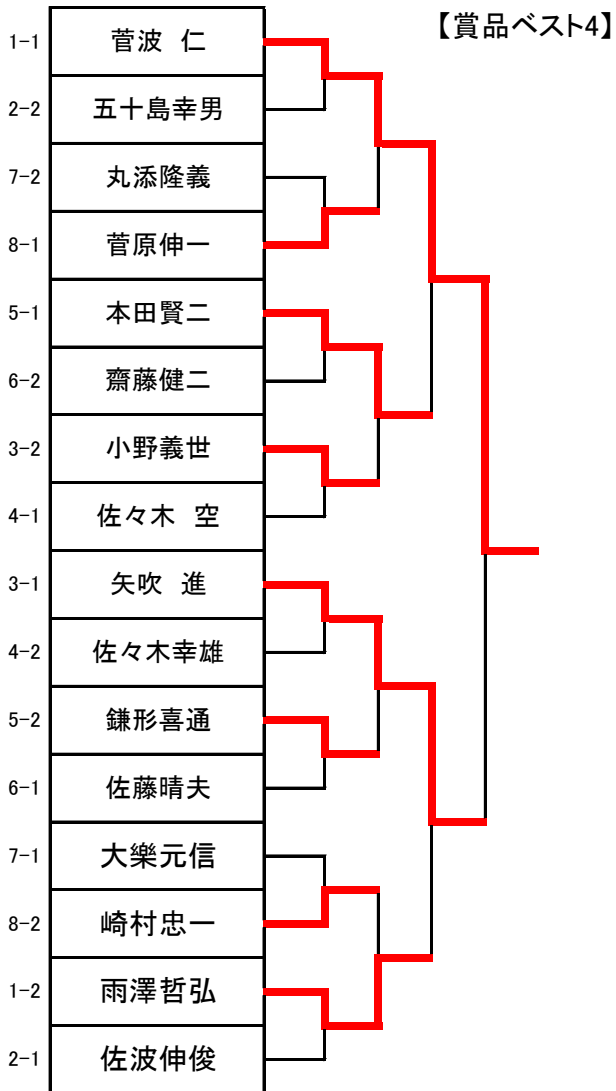 【賞品ベスト4】
1-1 菅波 仁
2-2 五十島幸男
7-2 丸添隆義
8-1 菅原伸一
5-1 本田賢二
6-2 齋藤健二
3-2 小野義世
4-1 佐々木 空
3-1 矢吹 進
4-2 佐々木幸雄
5-2 鎌形喜通
6-1 佐藤晴夫
7-1 大樂元信
8-2 崎村忠一
1-2 雨澤哲弘
2-1 佐波伸俊